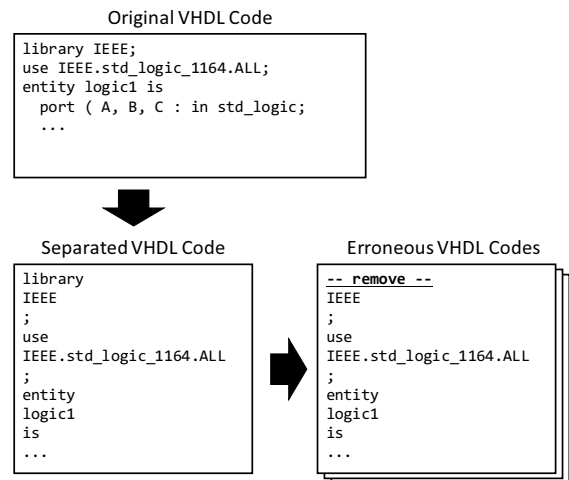 Original VHDL Code
library IEEE;
use IEEE.std_logic_1164.ALL;
entity logic1 is
  port ( A, B, C : in std_logic;
  ...
Separated VHDL Code
library
IEEE
;
use
IEEE.std_logic_1164.ALL
;
entity
logic1
is
...
Erroneous VHDL Codes
-- remove --
IEEE
;
use
IEEE.std_logic_1164.ALL
;
entity
logic1
is
...